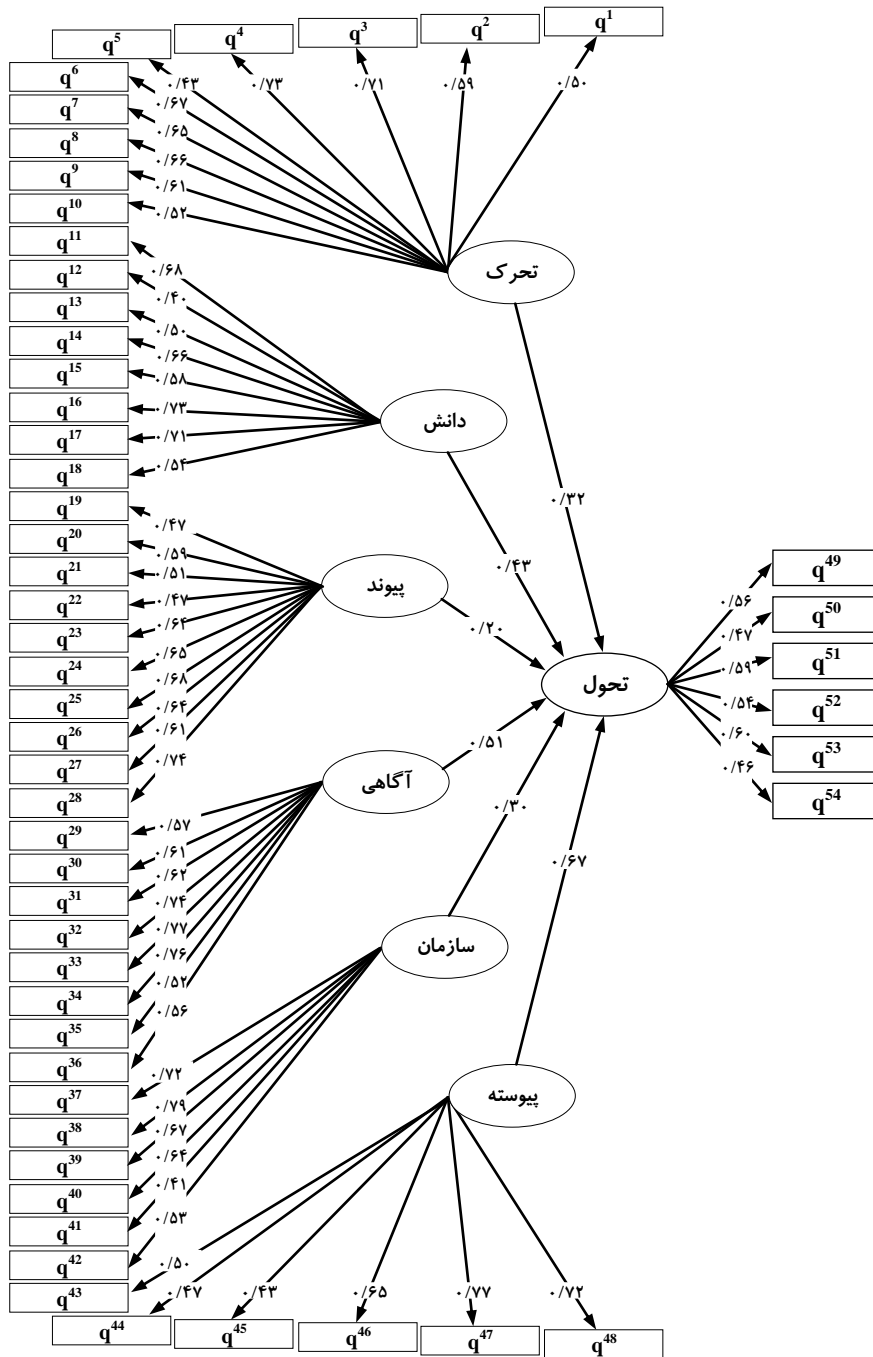 q¹
q²
q³
q⁴
q⁵
q⁶
q⁷
q⁸
q⁹
q¹⁰
q¹¹
q¹²
q¹³
q¹⁴
q¹⁵
q¹⁶
q¹⁷
q¹⁸
q¹⁹
q²⁰
q²¹
q²²
q²³
q²⁴
q²⁵
q²⁶
q²⁷
q²⁸
q²⁹
q³⁰
q³¹
q³²
q³³
q³⁴
q³⁵
q³⁶
q³⁷
q³⁸
q³⁹
q⁴⁰
q⁴¹
q⁴²
q⁴³
q⁴⁴
q⁴⁵
q⁴⁶
q⁴⁷
q⁴⁸
۰/۵۰
۰/۵۹
۰/۷۱
۰/۷۳
۰/۴۳
۰/۶۷
۰/۶۵
۰/۶۶
۰/۶۱
۰/۵۲
تحرک
۰/۳۲
۰/۶۸
۰/۴۰
۰/۵۰
۰/۶۶
۰/۵۸
۰/۷۳
۰/۷۱
۰/۵۴
دانش
۰/۴۳
۰/۴۷
۰/۵۹
۰/۵۱
۰/۴۷
۰/۶۴
۰/۶۵
۰/۶۸
۰/۶۴
۰/۶۱
۰/۷۴
پیوند
۰/۲۰
۰/۵۷
۰/۶۱
۰/۶۲
۰/۷۴
۰/۷۷
۰/۷۶
۰/۵۲
۰/۵۶
آگاهی
۰/۵۱
۰/۷۲
۰/۷۹
۰/۶۷
۰/۶۴
۰/۴۱
۰/۵۳
سازمان
۰/۳۰
۰/۵۰
۰/۴۷
۰/۴۳
۰/۶۵
۰/۷۷
۰/۷۲
پیوسته
۰/۶۷
تحول
۰/۵۶
۰/۴۷
۰/۵۹
۰/۵۴
۰/۶۰
۰/۴۶
q⁴⁹
q⁵⁰
q⁵¹
q⁵²
q⁵³
q⁵⁴